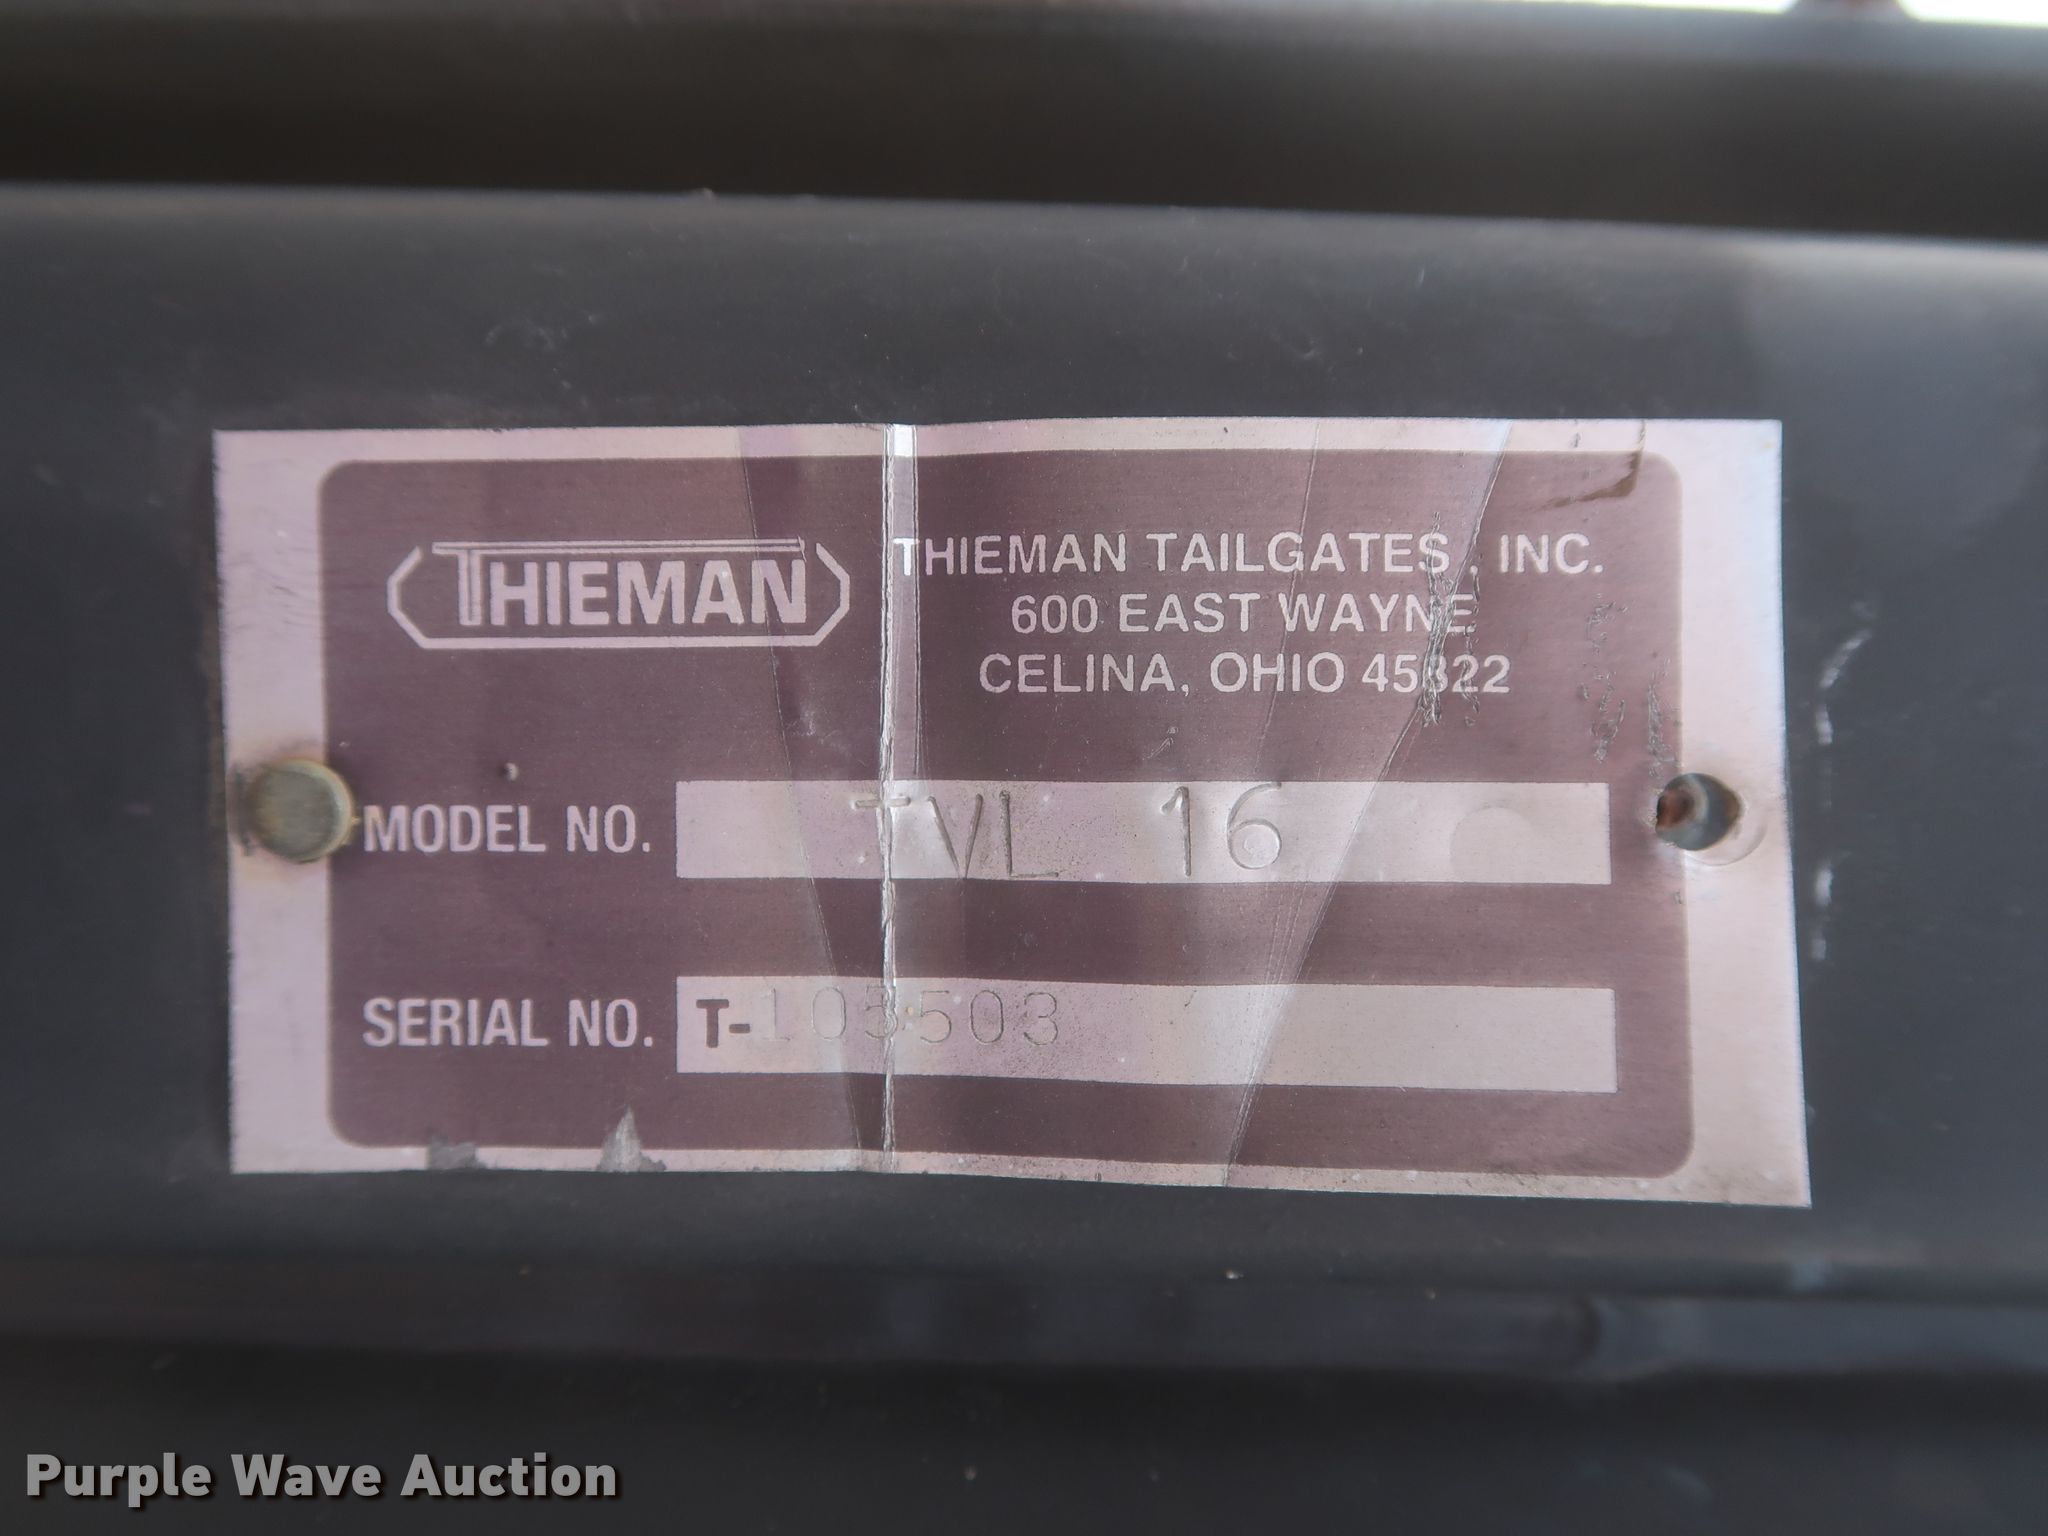 THIEMAN
THIEMAN TAILGATES, INC.
600 EAST WAYNE
CELINA, OHIO 45822
MODEL NO. TVL 16
SERIAL NO. T-105503
Purple Wave Auction